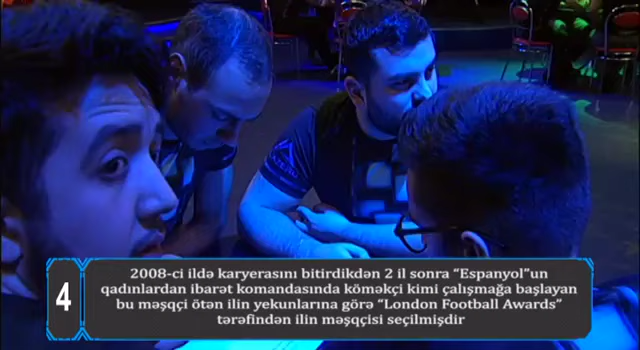 4
2008-ci ildə karyerasını bitirdikdən 2 il sonra “Espanyol”un
qadınlardan ibarət komandasında köməkçi kimi çalışmağa başlayan
bu məşqçi ötən ilin yekunlarına görə “London Football Awards”
tərəfindən ilin məşqçisi seçilmişdir